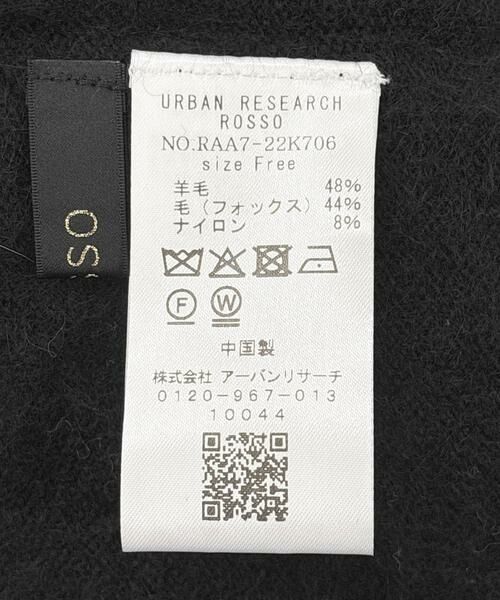 URBAN RESEARCH
ROSSO
NO.RAA7-22K706
size Free
羊毛 48%
毛（フォックス）44%
ナイロン 8%
F W
中国製
株式会社 アーバンリサーチ
0120-967-013
10044
OSS